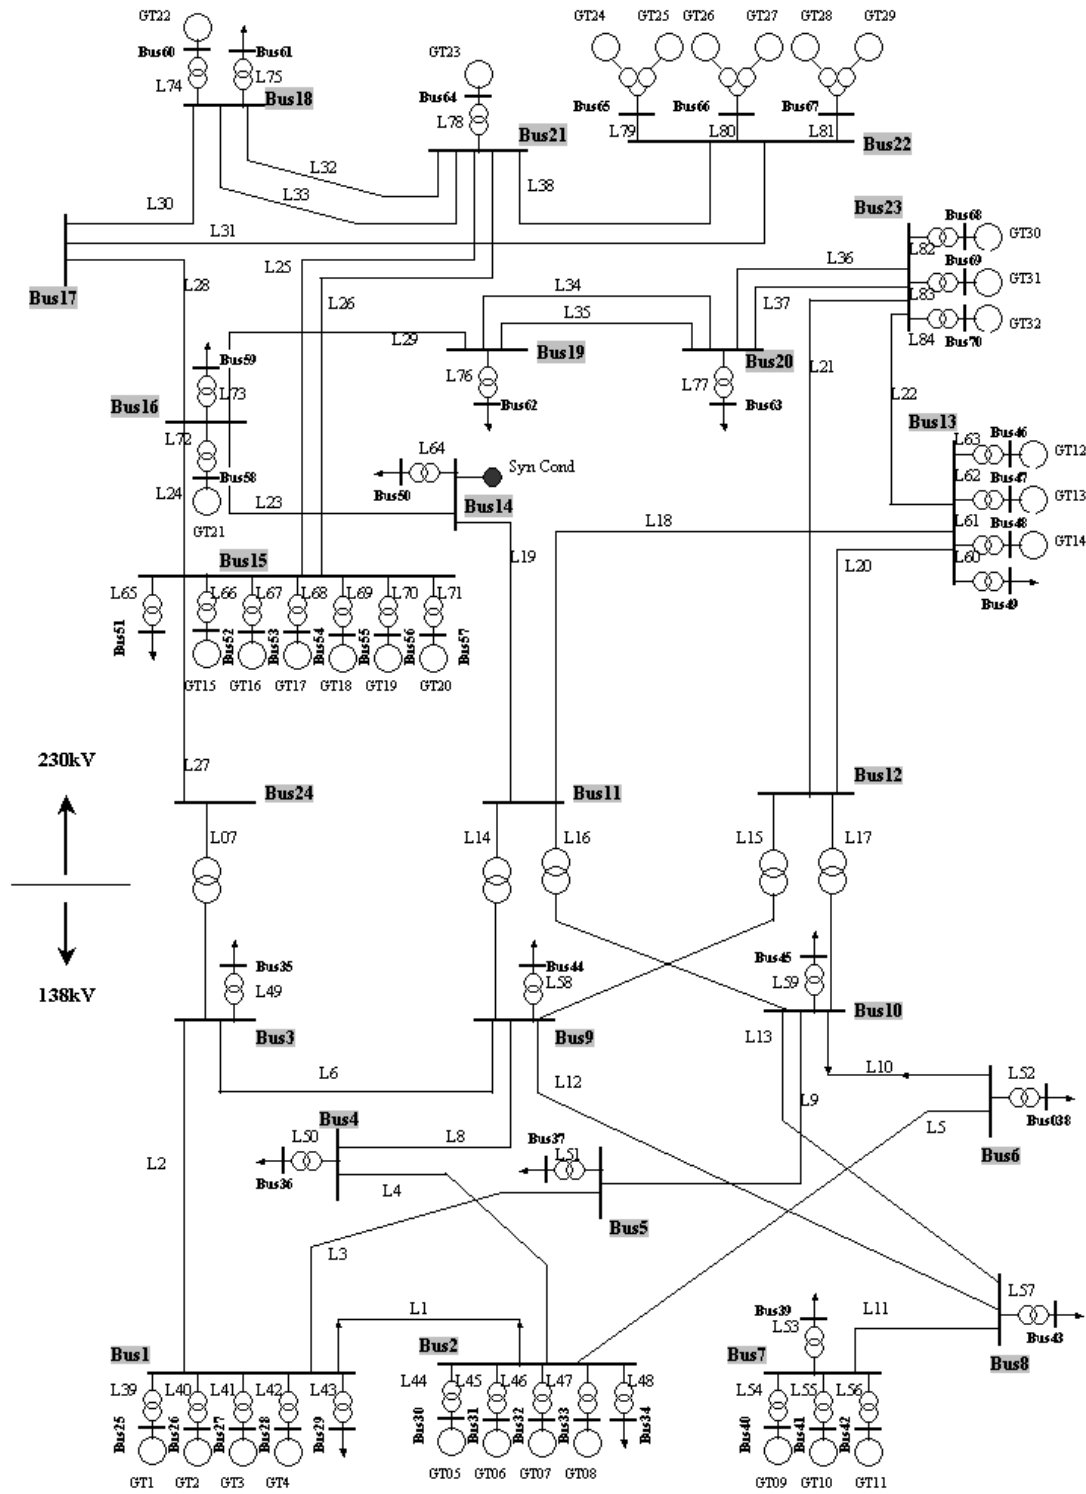 GT22
GT24 GT25 GT26 GT27 GT28 GT29
Bus60 Bus61
GT23
L74 L75
Bus18
Bus64
Bus65 Bus66 Bus67
L78
L79 L80 L81
Bus21
Bus22
L32
L33
L38
L30
L31
Bus23
Bus68
GT30
L82
Bus69
L36
L25
L28
L26
L34
L37
L83
GT31
Bus17
L35
L29
L84
Bus70
GT32
Bus19
Bus20
Bus59
L76
L77
L21
L22
L73
Bus62
Bus63
Bus16
Bus13
L72
L64
L63
Bus46
GT12
Bus58
Bus50
Syn Cond
L62
Bus47
L24
L23
Bus14
GT13
GT21
L18
L61
Bus48
L19
L20
L60
GT14
Bus15
Bus49
L65 L66 L67 L68 L69 L70 L71
Bus51 Bus52 Bus53 Bus54 Bus55 Bus56 Bus57
GT15 GT16 GT17 GT18 GT19 GT20
230kV
L27
Bus24
Bus11
Bus12
L07
L14
L16
L15
L17
138kV
Bus35
L49
Bus44
L58
Bus45
L59
Bus3
Bus9
Bus10
L13
L6
L12
L10
L9
L52
Bus038
Bus4
L50
L8
Bus37
L51
L5
Bus6
Bus36
L2
L4
Bus5
L3
L1
Bus39
L53
L11
L57
Bus43
Bus1
Bus2
Bus7
Bus8
L39 L40 L41 L42 L43
L44 L45 L46 L47 L48
L54 L55 L56
Bus25 Bus26 Bus27 Bus28 Bus29
Bus30 Bus31 Bus32 Bus33 Bus34
Bus40 Bus41 Bus42
GT1 GT2 GT3 GT4
GT05 GT06 GT07 GT08
GT09 GT10 GT11